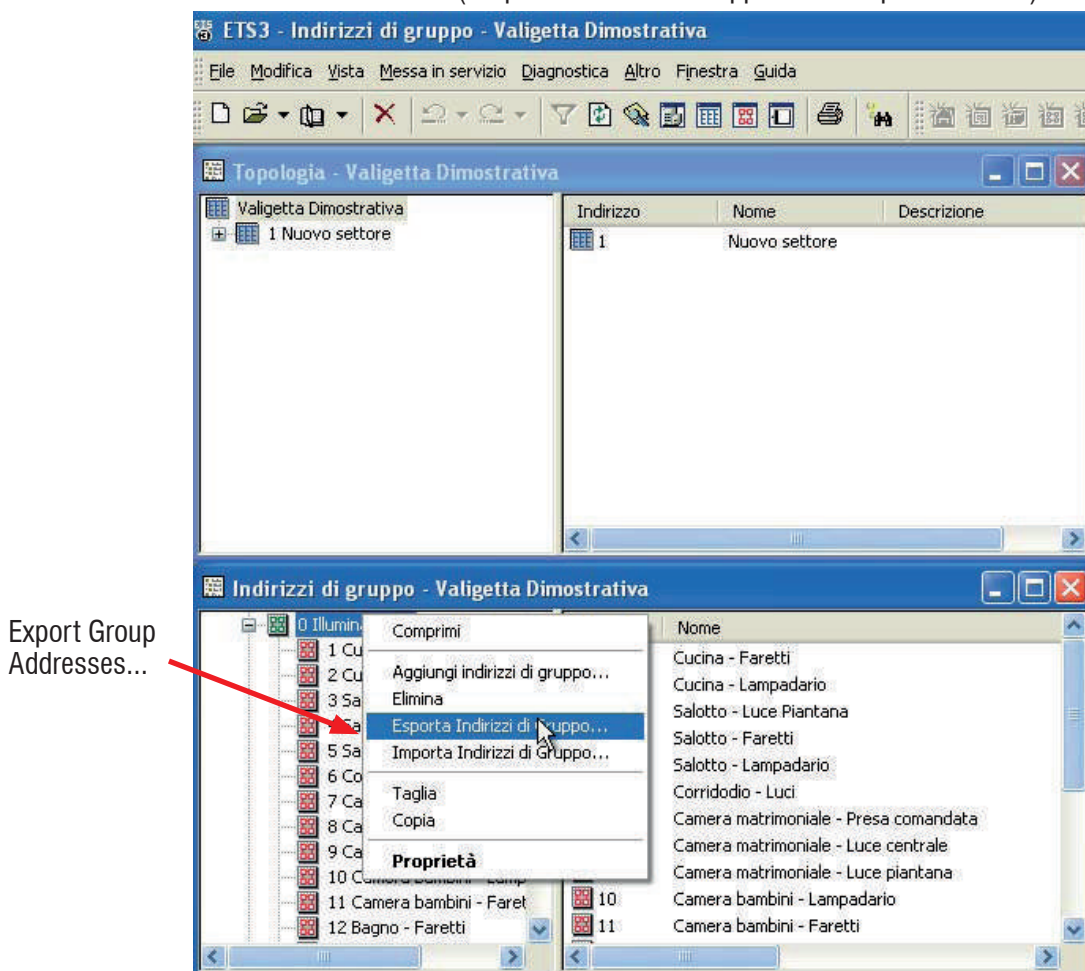 ETS3 - Indirizzi di gruppo - Valigetta Dimostrativa
File Modifica Vista Messa in servizio Diagnostica Altro Finestra Guida
Topologia - Valigetta Dimostrativa
Valigetta Dimostrativa
1 Nuovo settore
Indirizzo Nome Descrizione
1 Nuovo settore
Indirizzi di gruppo - Valigetta Dimostrativa
Export Group
Addresses...
0 Illumin
1 Cu
2 Cu
3 Sa
Sa
5 Sa
6 Co
7 Ca
8 Ca
9 Ca
10 C
11 Camera bambini - Faret
12 Bagno - Faretti
Comprimi
Aggiungi indirizzi di gruppo...
Elimina
Esporta Indirizzi di Gruppo...
Importa Indirizzi di Gruppo...
Taglia
Copia
Proprietà
Nome
Cucina - Faretti
Cucina - Lampadario
Salotto - Luce Piantana
Salotto - Faretti
Salotto - Lampadario
Corridodio - Luci
Camera matrimoniale - Presa comandata
Camera matrimoniale - Luce centrale
Camera matrimoniale - Luce piantana
10 Camera bambini - Lampadario
11 Camera bambini - Faretti